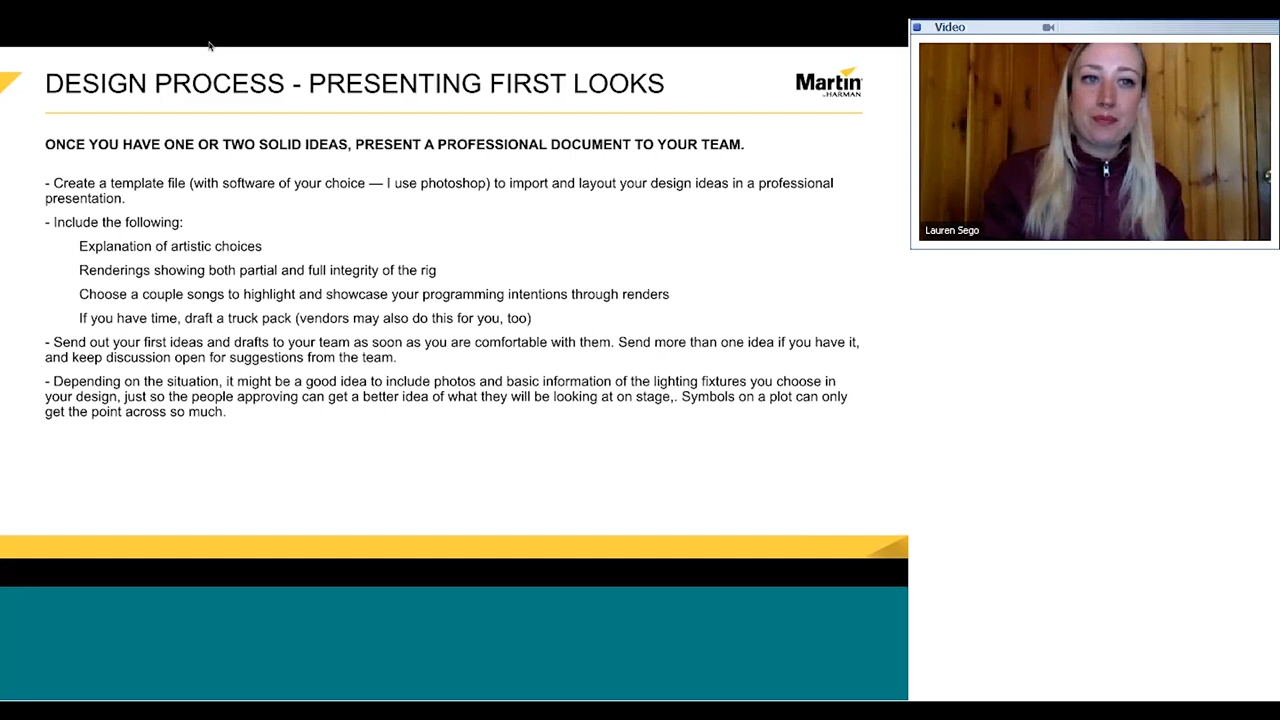 DESIGN PROCESS - PRESENTING FIRST LOOKS
Martin
by HARMAN
ONCE YOU HAVE ONE OR TWO SOLID IDEAS, PRESENT A PROFESSIONAL DOCUMENT TO YOUR TEAM.
- Create a template file (with software of your choice — I use photoshop) to import and layout your design ideas in a professional
presentation.
- Include the following:
Explanation of artistic choices
Renderings showing both partial and full integrity of the rig
Choose a couple songs to highlight and showcase your programming intentions through renders
If you have time, draft a truck pack (vendors may also do this for you, too)
- Send out your first ideas and drafts to your team as soon as you are comfortable with them. Send more than one idea if you have it,
and keep discussion open for suggestions from the team.
- Depending on the situation, it might be a good idea to include photos and basic information of the lighting fixtures you choose in
your design, just so the people approving can get a better idea of what they will be looking at on stage,. Symbols on a plot can only
get the point across so much.
Video
Lauren Sego